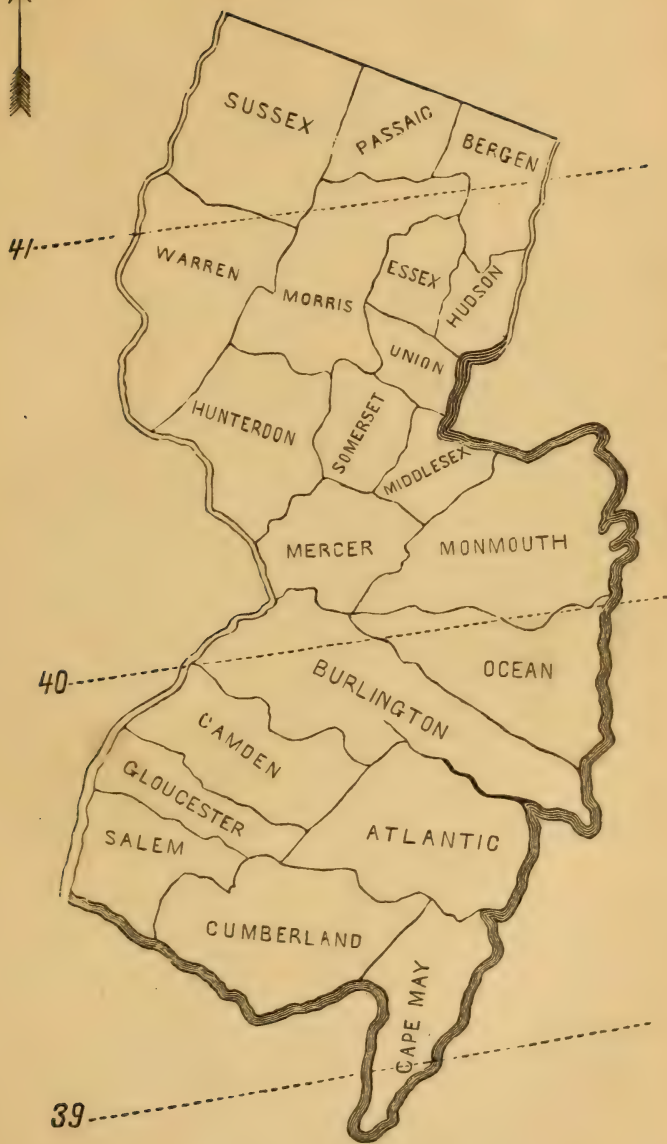 SUSSEX
PASSAIC
BERGEN
41
WARREN
ESSEX
HUDSON
MORRIS
UNION
HUNTERDON
SOMERSET
MIDDLESEX
MERCER
MONMOUTH
40
OCEAN
BURLINGTON
CAMDEN
GLOUCESTER
SALEM
ATLANTIC
CUMBERLAND
CAPE MAY
39